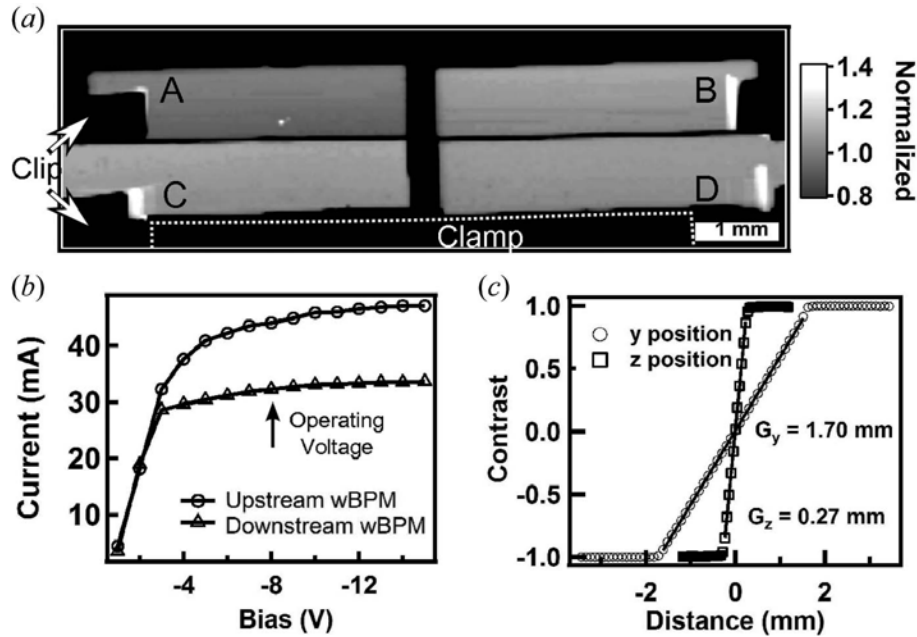 (a)
A
B
C
D
Clip
Clamp
1 mm
1.4
1.2
1.0
0.8
Normalized
(b)
Current (mA)
40
30
20
10
Operating
Voltage
Upstream wBPM
Downstream wBPM
-4
-8
-12
Bias (V)
(c)
Contrast
1.0
0.5
0.0
-0.5
-1.0
y position
z position
Gy = 1.70 mm
Gz = 0.27 mm
-2
0
2
Distance (mm)